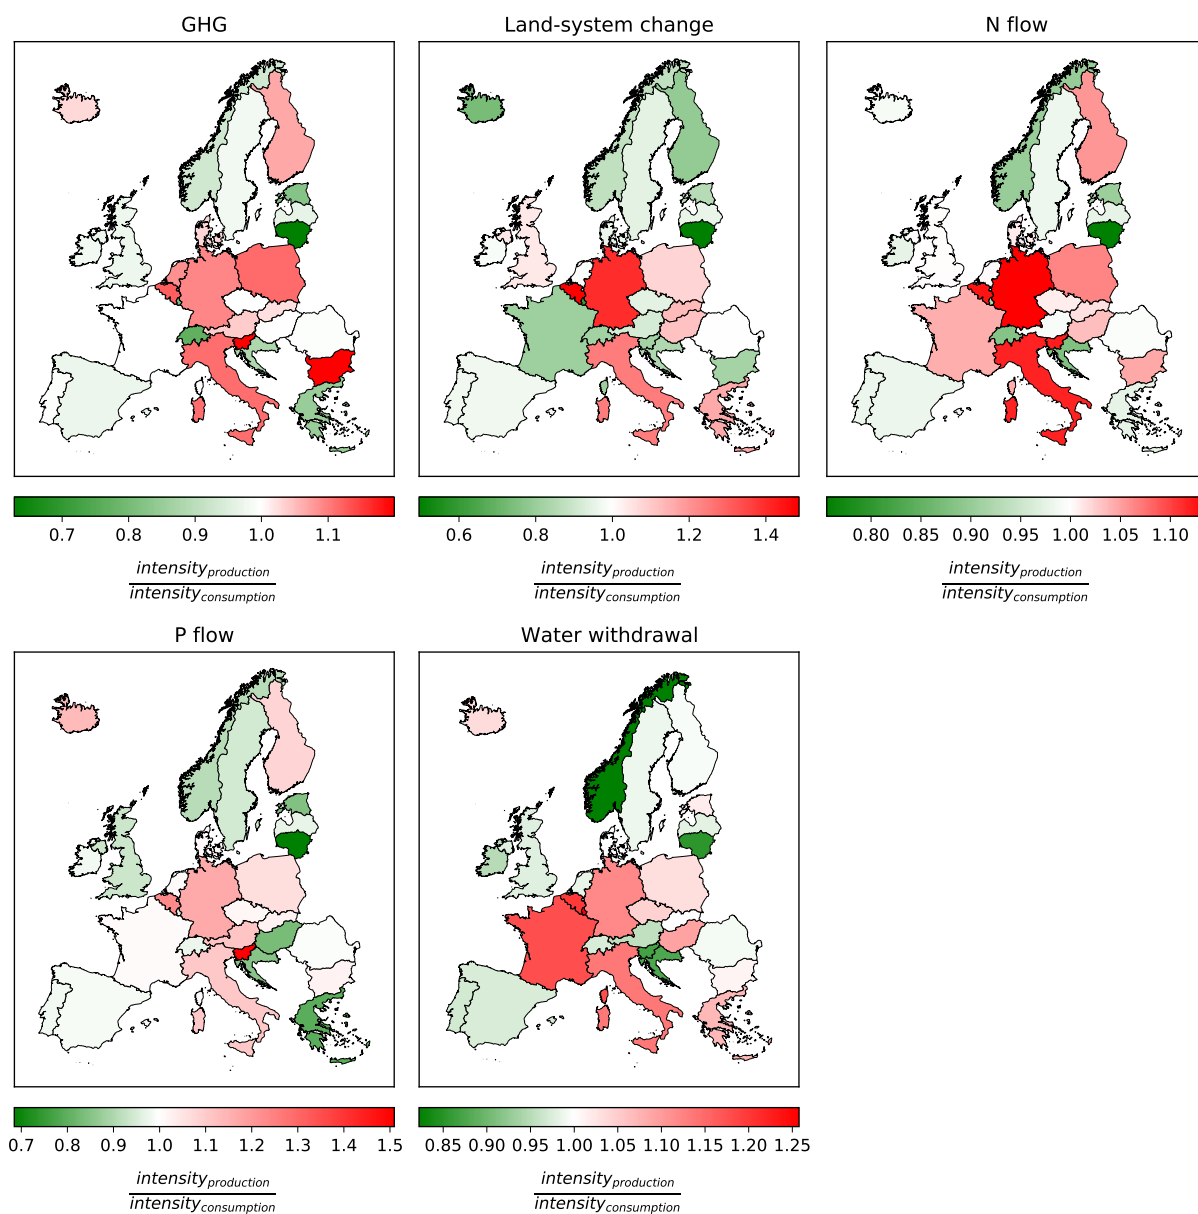 GHG
Land-system change
N flow
0.7 0.8 0.9 1.0 1.1
0.6 0.8 1.0 1.2 1.4
0.80 0.85 0.90 0.95 1.00 1.05 1.10
intensity_production
intensity_consumption
intensity_production
intensity_consumption
intensity_production
intensity_consumption
P flow
Water withdrawal
0.7 0.8 0.9 1.0 1.1 1.2 1.3 1.4 1.5
0.85 0.90 0.95 1.00 1.05 1.10 1.15 1.20 1.25
intensity_production
intensity_consumption
intensity_production
intensity_consumption